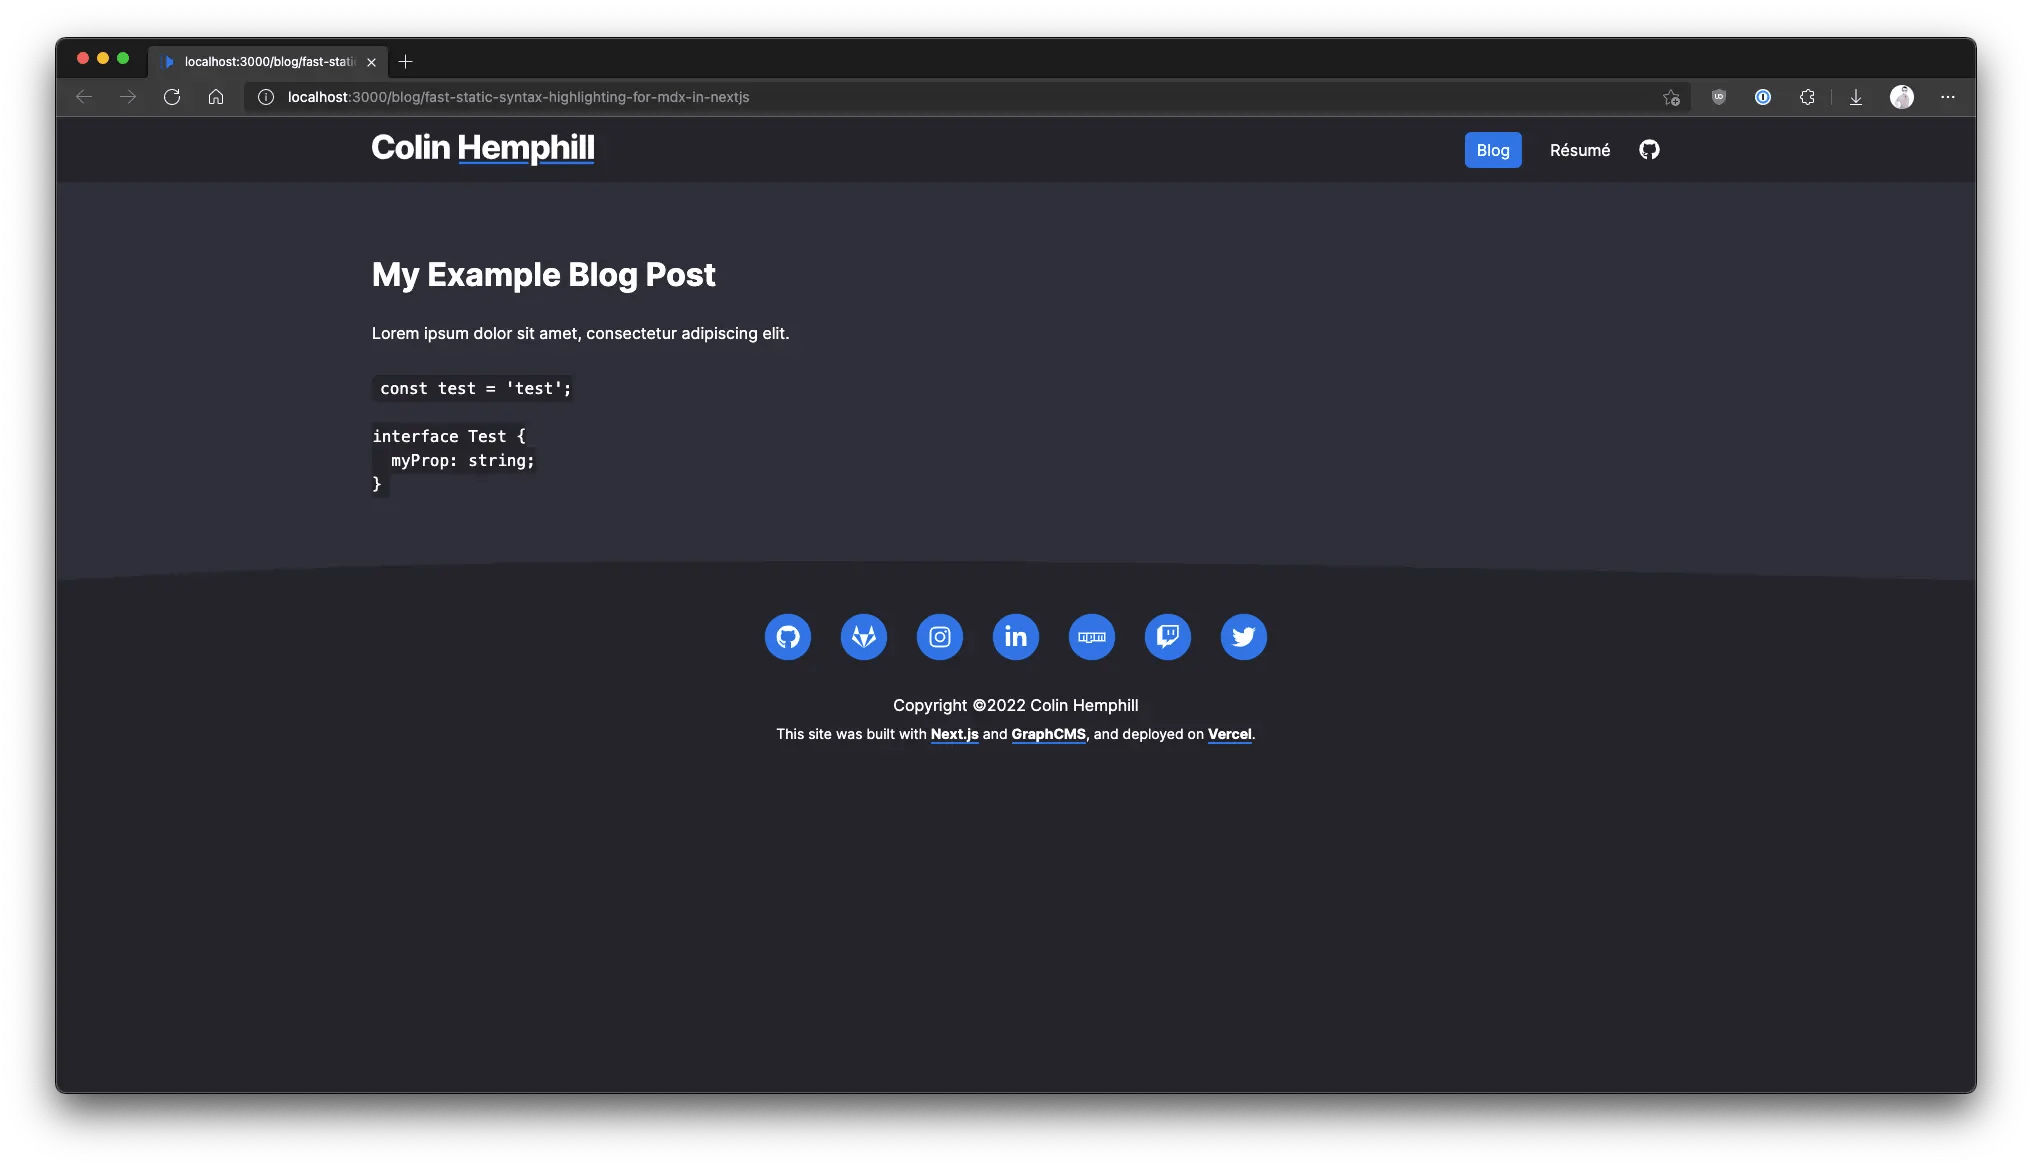 localhost:3000/blog/fast-stati
localhost:3000/blog/fast-static-syntax-highlighting-for-mdx-in-nextjs
Colin Hemphill
Blog
Résumé
My Example Blog Post
Lorem ipsum dolor sit amet, consectetur adipiscing elit.
const test = 'test';
interface Test {
  myProp: string;
}
in
npm
Copyright ©2022 Colin Hemphill
This site was built with Next.js and GraphCMS, and deployed on Vercel.